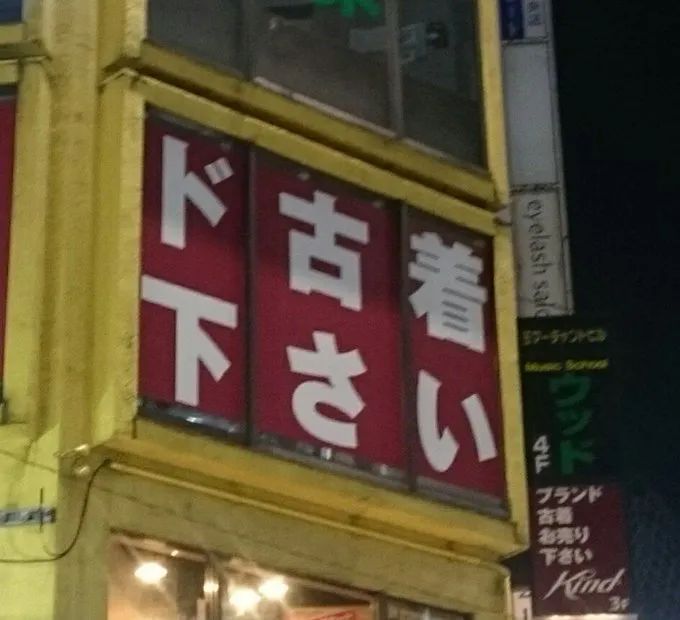 ド古着
下さい
eyelash salo
Music School
ウッド
4F
ブランド
古着
お売り
下さい
Kind
3F